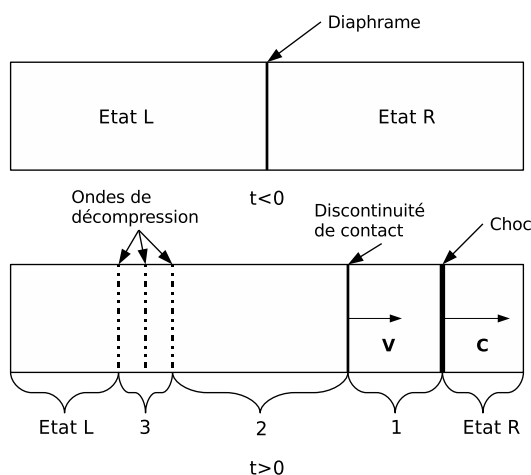 Diaphrame
Etat L
Etat R
t<0
Ondes de
décompression
Discontinuité
de contact
Choc
V
C
Etat L
3
2
1
Etat R
t>0